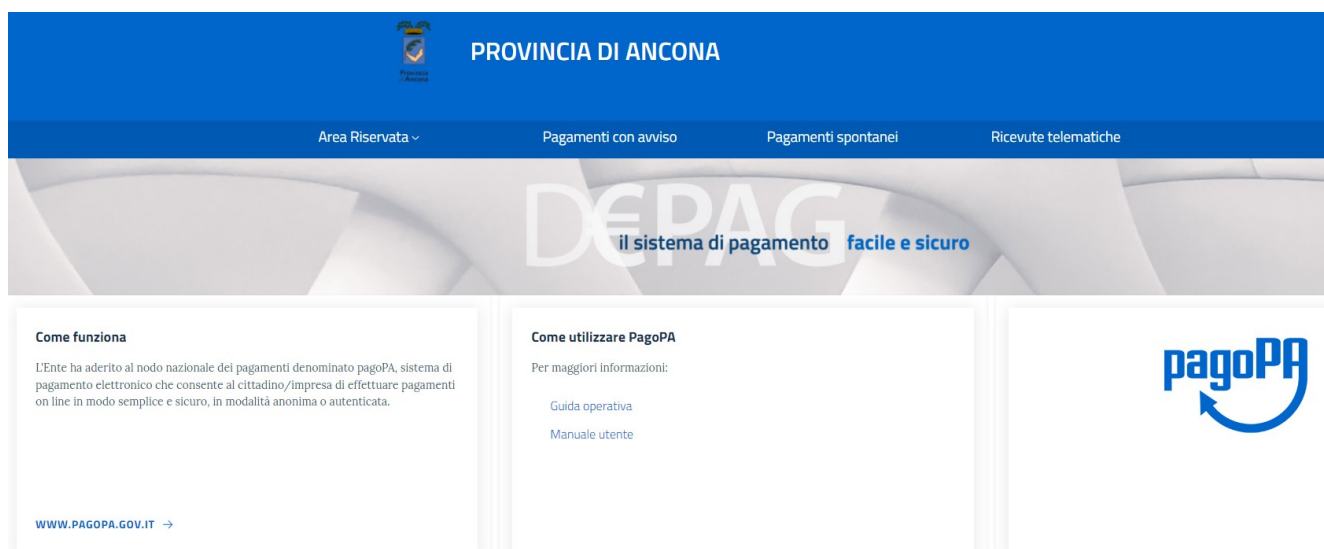 Provincia
di Ancona
PROVINCIA DI ANCONA
Area Riservata
Pagamenti con avviso
Pagamenti spontanei
Ricevute telematiche
D€PAG
il sistema di pagamento facile e sicuro
Come funziona
L'Ente ha aderito al nodo nazionale dei pagamenti denominato pagoPA, sistema di
pagamento elettronico che consente al cittadino/impresa di effettuare pagamenti
on line in modo semplice e sicuro, in modalità anonima o autenticata.
WWW.PAGOPA.GOV.IT →
Come utilizzare PagoPA
Per maggiori informazioni:
Guida operativa
Manuale utente
pagoPA